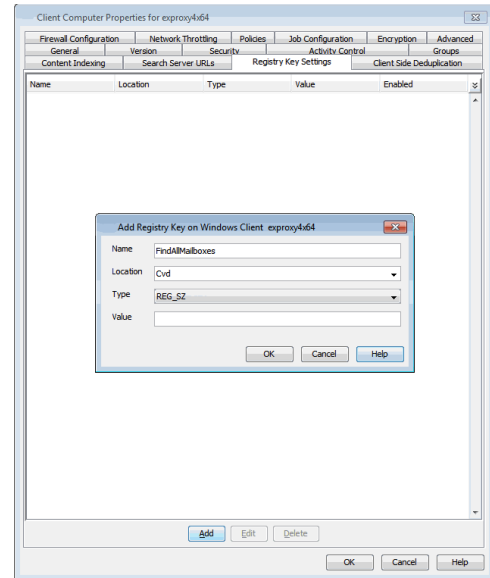 Client Computer Properties for exproxy4x64
Firewall Configuration Network Throttling Policies Job Configuration Encryption Advanced
General Version Security Activity Control Groups
Content Indexing Search Server URLs Registry Key Settings Client Side Deduplication
Name Location Type Value Enabled
Add Registry Key on Windows Client exproxy4x64
Name FindAllMailboxes
Location Cvd
Type REG_SZ
Value
OK Cancel Help
Add Edit Delete
OK Cancel Help